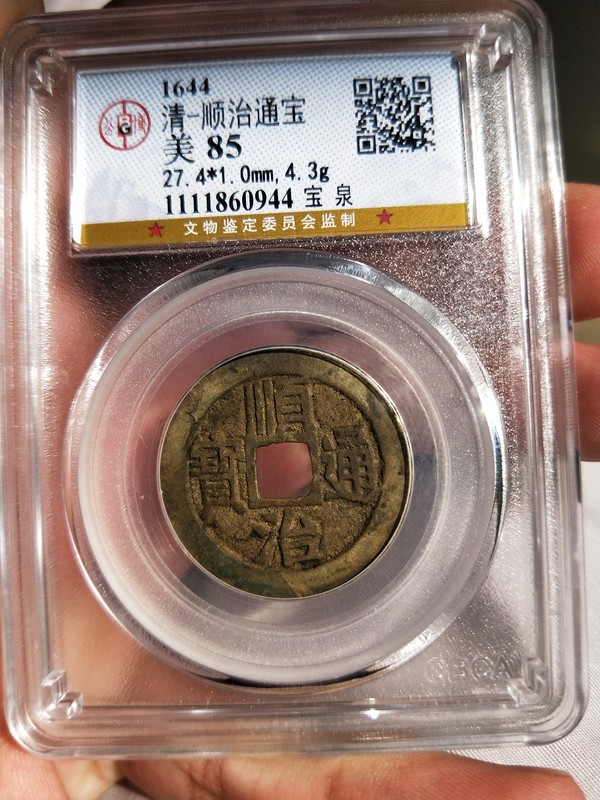 1644
清-顺治通宝
美 85
27.4*1.0mm, 4.3g
1111860944 宝 泉
文物鉴定委员会监制
順
寶 通
治
GBCA